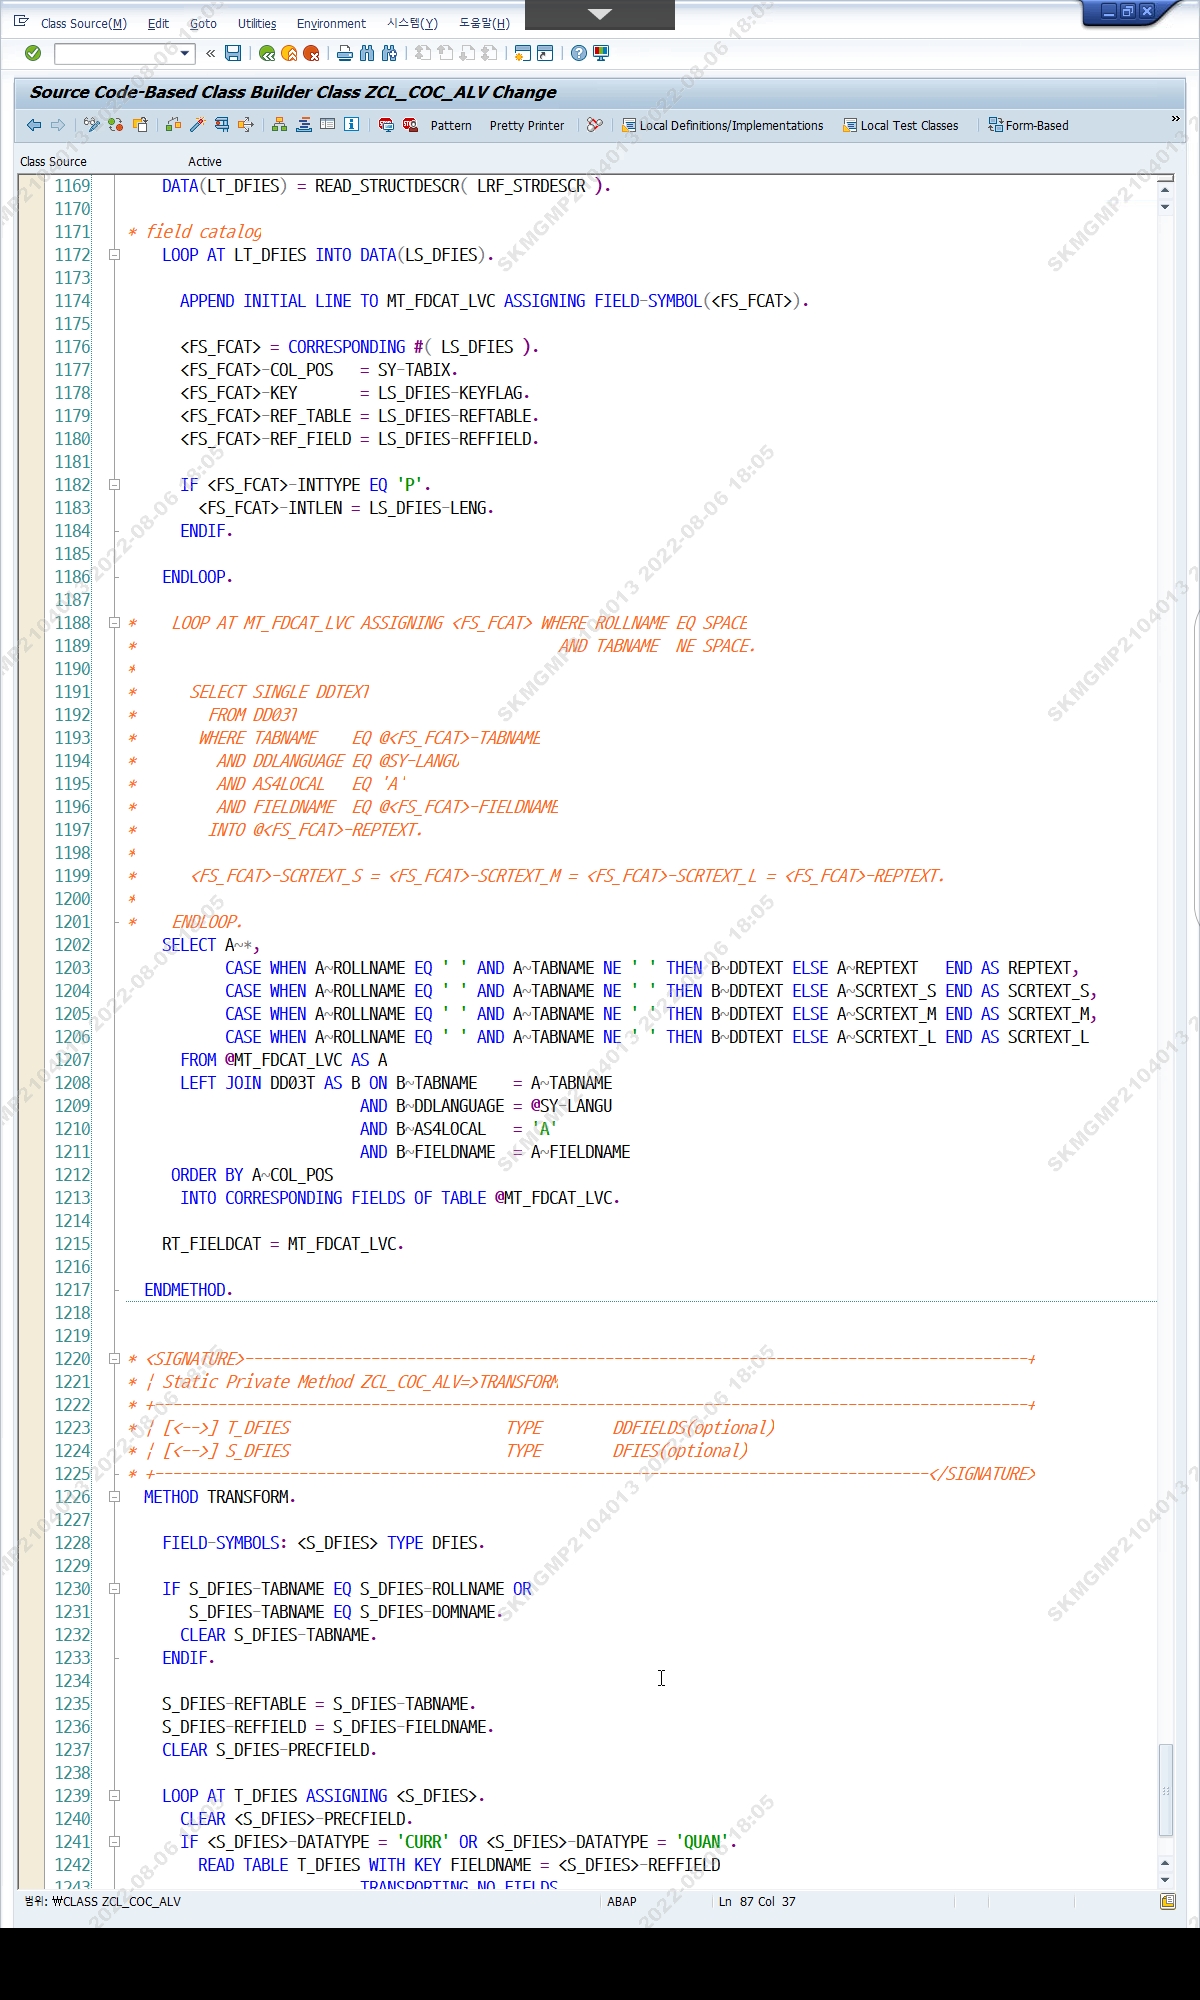 Class Source(M) Edit Goto Utilities Environment 시스템(Y) 도움말(H)
Source Code-Based Class Builder Class ZCL_COC_ALV Change
Pattern Pretty Printer Local Definitions/Implementations Local Test Classes Form-Based
Class Source Active
1169 DATA(LT_DFIES) = READ_STRUCTDESCR( LRF_STRDESCR ).
1170
1171 * field catalog
1172 LOOP AT LT_DFIES INTO DATA(LS_DFIES).
1173
1174 APPEND INITIAL LINE TO MT_FDCAT_LVC ASSIGNING FIELD-SYMBOL(<FS_FCAT>).
1175
1176 <FS_FCAT> = CORRESPONDING #( LS_DFIES ).
1177 <FS_FCAT>-COL_POS = SY-TABIX.
1178 <FS_FCAT>-KEY = LS_DFIES-KEYFLAG.
1179 <FS_FCAT>-REF_TABLE = LS_DFIES-REFTABLE.
1180 <FS_FCAT>-REF_FIELD = LS_DFIES-REFFIELD.
1181
1182 IF <FS_FCAT>-INTTYPE EQ 'P'.
1183 <FS_FCAT>-INTLEN = LS_DFIES-LENG.
1184 ENDIF.
1185
1186 ENDLOOP.
1187
1188 * LOOP AT MT_FDCAT_LVC ASSIGNING <FS_FCAT> WHERE ROLLNAME EQ SPACE
1189 * AND TABNAME NE SPACE.
1190 *
1191 * SELECT SINGLE DDTEXT
1192 * FROM DD03T
1193 * WHERE TABNAME EQ @<FS_FCAT>-TABNAME
1194 * AND DDLANGUAGE EQ @SY-LANGU
1195 * AND AS4LOCAL EQ 'A'
1196 * AND FIELDNAME EQ @<FS_FCAT>-FIELDNAME
1197 * INTO @<FS_FCAT>-REPTEXT.
1198 *
1199 * <FS_FCAT>-SCRTEXT_S = <FS_FCAT>-SCRTEXT_M = <FS_FCAT>-SCRTEXT_L = <FS_FCAT>-REPTEXT.
1200 *
1201 * ENDLOOP.
1202 SELECT A~*,
1203 CASE WHEN A~ROLLNAME EQ ' ' AND A~TABNAME NE ' ' THEN B~DDTEXT ELSE A~REPTEXT END AS REPTEXT,
1204 CASE WHEN A~ROLLNAME EQ ' ' AND A~TABNAME NE ' ' THEN B~DDTEXT ELSE A~SCRTEXT_S END AS SCRTEXT_S,
1205 CASE WHEN A~ROLLNAME EQ ' ' AND A~TABNAME NE ' ' THEN B~DDTEXT ELSE A~SCRTEXT_M END AS SCRTEXT_M,
1206 CASE WHEN A~ROLLNAME EQ ' ' AND A~TABNAME NE ' ' THEN B~DDTEXT ELSE A~SCRTEXT_L END AS SCRTEXT_L
1207 FROM @MT_FDCAT_LVC AS A
1208 LEFT JOIN DD03T AS B ON B~TABNAME = A~TABNAME
1209 AND B~DDLANGUAGE = @SY-LANGU
1210 AND B~AS4LOCAL = 'A'
1211 AND B~FIELDNAME = A~FIELDNAME
1212 ORDER BY A~COL_POS
1213 INTO CORRESPONDING FIELDS OF TABLE @MT_FDCAT_LVC.
1214
1215 RT_FIELDCAT = MT_FDCAT_LVC.
1216
1217 ENDMETHOD.
1218
1219
1220 * <SIGNATURE>---------------------------------------------------------------------------------------+
1221 * | Static Private Method ZCL_COC_ALV=>TRANSFORM
1222 * +-------------------------------------------------------------------------------------------------+
1223 * | [<-->] T_DFIES TYPE DDFIELDS(optional)
1224 * | [<-->] S_DFIES TYPE DFIES(optional)
1225 * +--------------------------------------------------------------------------------------</SIGNATURE>
1226 METHOD TRANSFORM.
1227
1228 FIELD-SYMBOLS: <S_DFIES> TYPE DFIES.
1229
1230 IF S_DFIES-TABNAME EQ S_DFIES-ROLLNAME OR
1231 S_DFIES-TABNAME EQ S_DFIES-DOMNAME.
1232 CLEAR S_DFIES-TABNAME.
1233 ENDIF.
1234
1235 S_DFIES-REFTABLE = S_DFIES-TABNAME.
1236 S_DFIES-REFFIELD = S_DFIES-FIELDNAME.
1237 CLEAR S_DFIES-PRECFIELD.
1238
1239 LOOP AT T_DFIES ASSIGNING <S_DFIES>.
1240 CLEAR <S_DFIES>-PRECFIELD.
1241 IF <S_DFIES>-DATATYPE = 'CURR' OR <S_DFIES>-DATATYPE = 'QUAN'.
1242 READ TABLE T_DFIES WITH KEY FIELDNAME = <S_DFIES>-REFFIELD
1243 TRANSPORTING NO FIELDS
범위: ₩CLASS ZCL_COC_ALV ABAP Ln 87 Col 37
SKMGMP2104013 2022-08-06 18:05